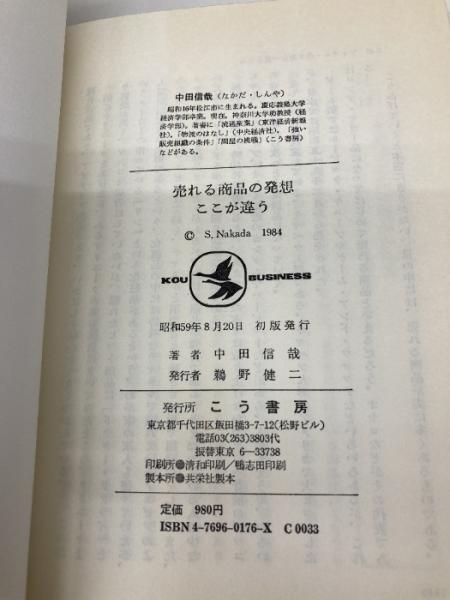 中田信哉(なかだ・しんや)
昭和16年松江市に生まれる。慶応義塾大学
経済学部卒業。現在、神奈川大学助教授(経
済学部)。著書に「流通産業」(東洋経済新報
社)、「物流のはなし」(中央経済社)、「強い
販売組織の条件」「問屋の挑戦」(こう書房)
などがある。
売れる商品の発想
ここが違う
© S. Nakada 1984
KOU BUSINESS
昭和59年8月20日 初版発行
著者 中田信哉
発行者 鵜野健二
発行所 こう書房
東京都千代田区飯田橋3-7-12(松野ビル)
電話03(263)3803代
振替東京 6-33738
印刷所●清和印刷/鴨志田印刷
製本所●共栄社製本
定価 980円
ISBN4-7696-0176-X C0033